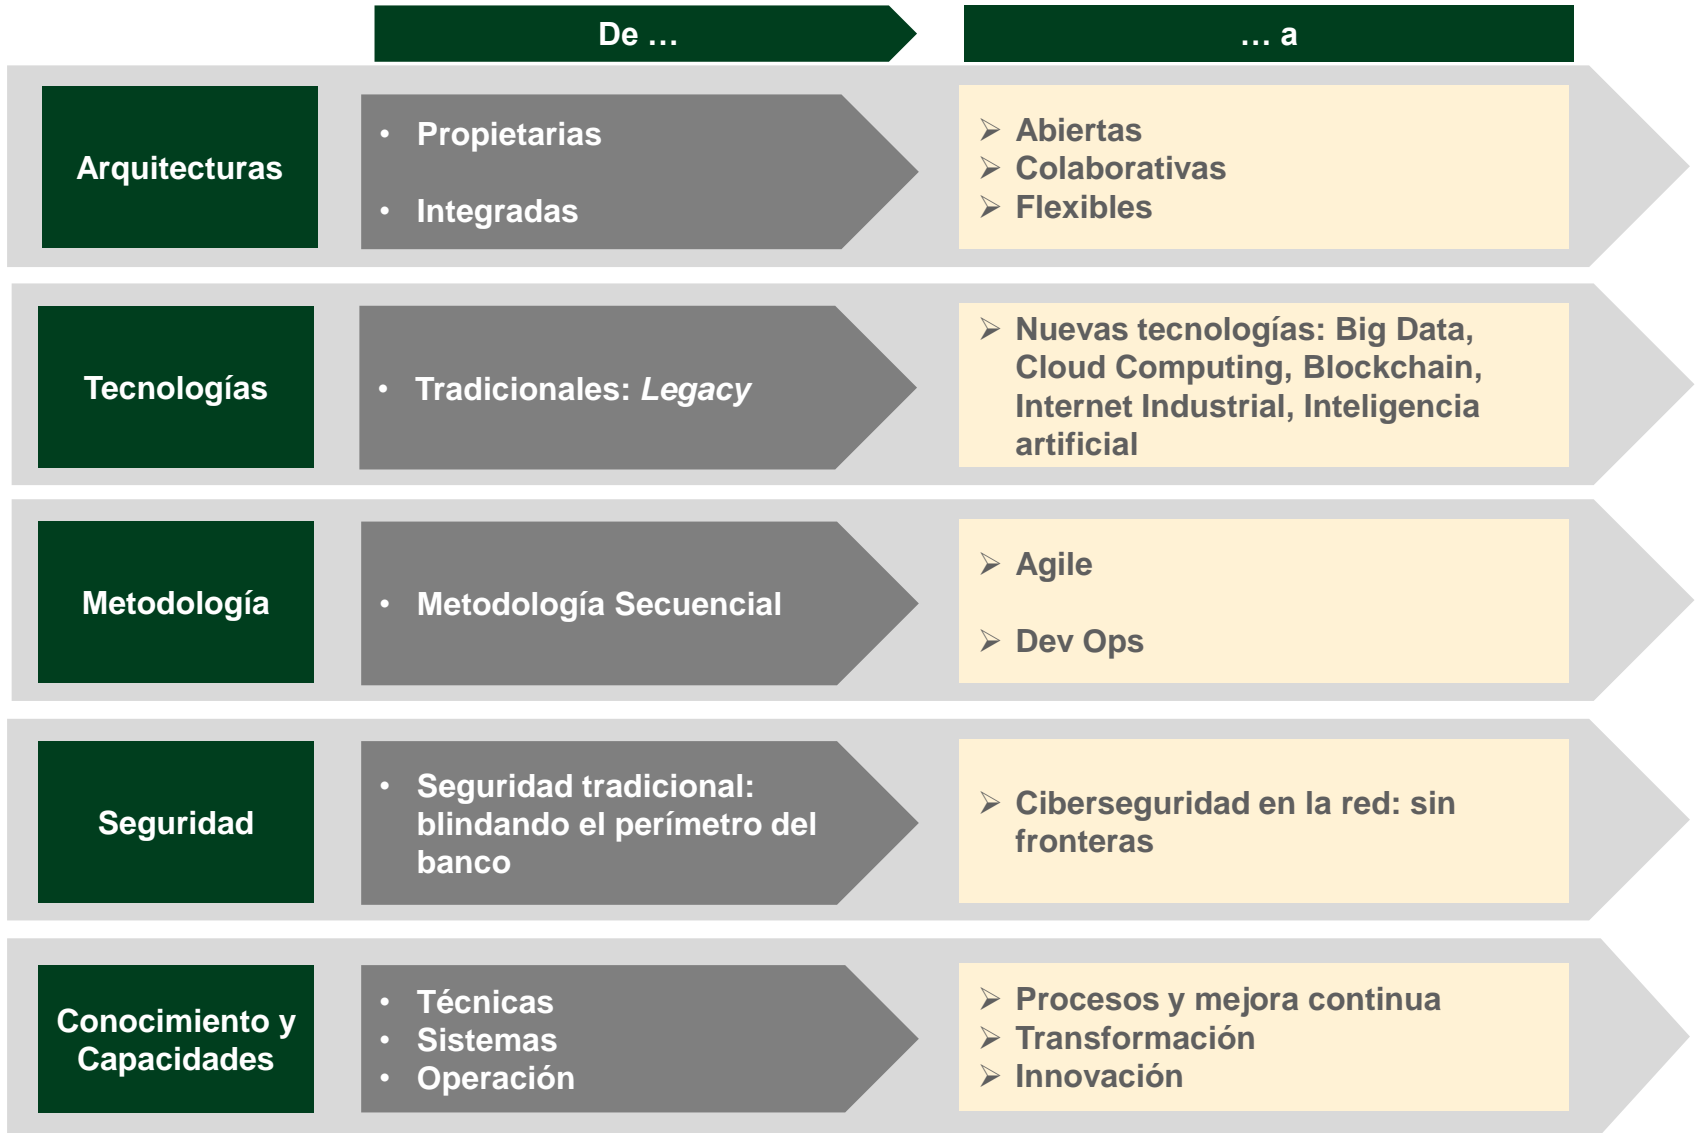 De …
… a
Arquitecturas
• Propietarias
• Integradas
➢ Abiertas
➢ Colaborativas
➢ Flexibles
Tecnologías
• Tradicionales: Legacy
➢ Nuevas tecnologías: Big Data,
Cloud Computing, Blockchain,
Internet Industrial, Inteligencia
artificial
Metodología
• Metodología Secuencial
➢ Agile
➢ Dev Ops
Seguridad
• Seguridad tradicional:
blindando el perímetro del
banco
➢ Ciberseguridad en la red: sin
fronteras
Conocimiento y
Capacidades
• Técnicas
• Sistemas
• Operación
➢ Procesos y mejora continua
➢ Transformación
➢ Innovación